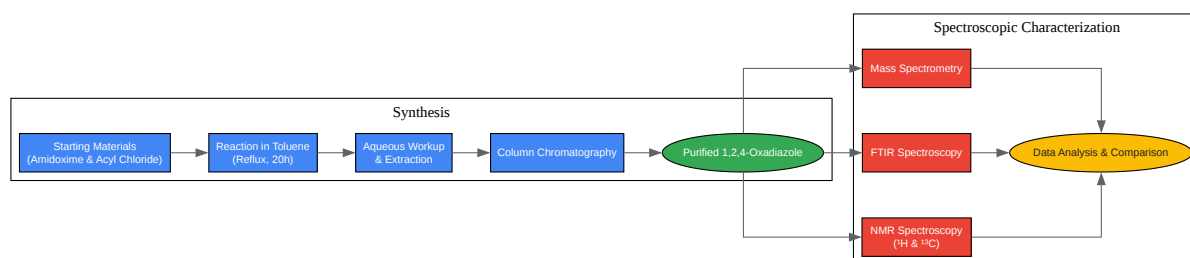 Synthesis
Starting Materials
(Amidoxime & Acyl Chloride)
Reaction in Toluene
(Reflux, 20h)
Aqueous Workup
& Extraction
Column Chromatography
Purified 1,2,4-Oxadiazole
Spectroscopic Characterization
Mass Spectrometry
FTIR Spectroscopy
NMR Spectroscopy
(¹H & ¹³C)
Data Analysis & Comparison